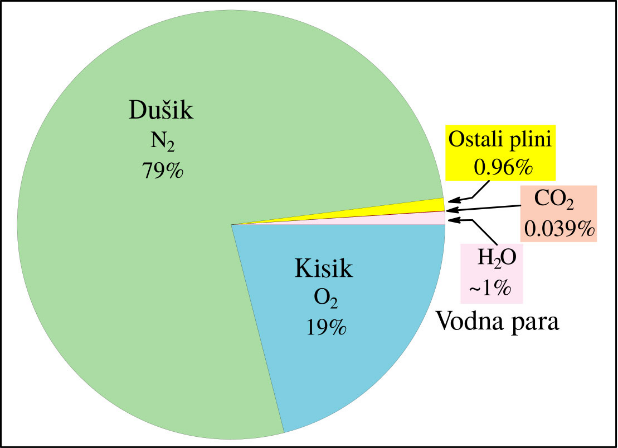 Dušik
N₂
79%
Ostali plini
0.96%
CO₂
0.039%
H₂O
~1%
Vodna para
Kisik
O₂
19%